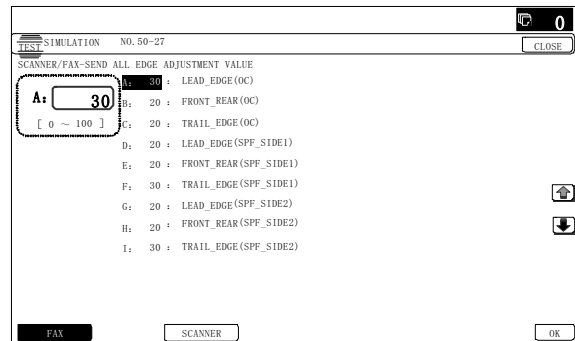 0
TEST SIMULATION NO.50-27
CLOSE
SCANNER/FAX-SEND ALL EDGE ADJUSTMENT VALUE
A: 30
[ 0 ~ 100 ]
A: 30 : LEAD_EDGE(OC)
B: 20 : FRONT_REAR(OC)
C: 20 : TRAIL_EDGE(OC)
D: 20 : LEAD_EDGE(SPF_SIDE1)
E: 20 : FRONT_REAR(SPF_SIDE1)
F: 30 : TRAIL_EDGE(SPF_SIDE1)
G: 20 : LEAD_EDGE(SPF_SIDE2)
H: 20 : FRONT_REAR(SPF_SIDE2)
I: 30 : TRAIL_EDGE(SPF_SIDE2)
FAX SCANNER OK